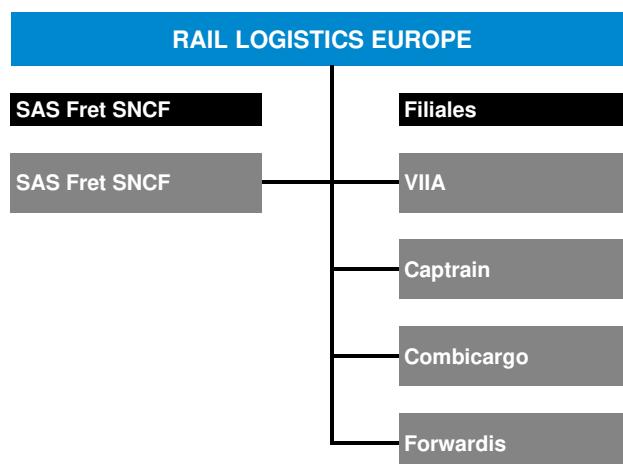 RAIL LOGISTICS EUROPE
SAS Fret SNCF
Filiales
SAS Fret SNCF
VIIA
Captrain
Combicargo
Forwardis